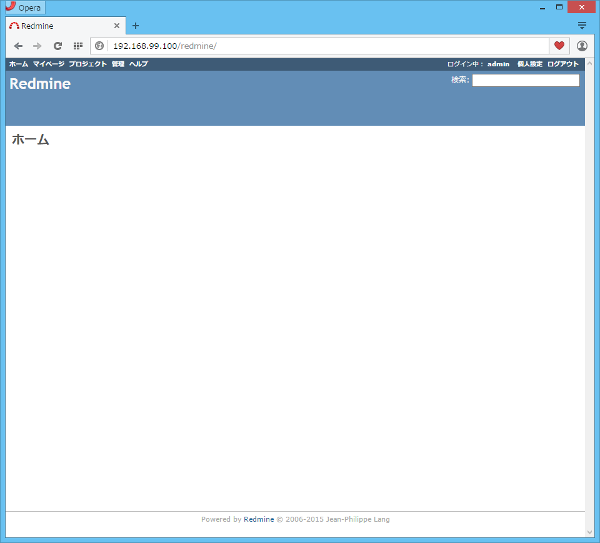 Opera
Redmine
192.168.99.100/redmine/
ホーム マイページ プロジェクト 管理 ヘルプ ログイン中： admin 個人設定 ログアウト
Redmine 検索:
ホーム
Powered by Redmine © 2006-2015 Jean-Philippe Lang